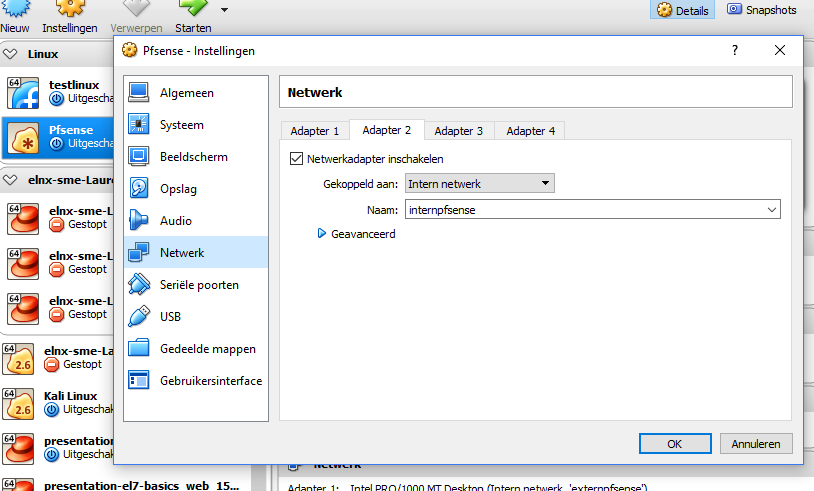 Nieuw Instellingen Verwerpen Starten
Details Snapshots
Linux
64 testlinux
Uitgescha
64 Pfsense
Uitgescha
elnx-sme-Laure
64 elnx-sme-L
Gestopt
64 elnx-sme-L
Gestopt
64 elnx-sme-L
Gestopt
64 2.6 elnx-sme-La
Gestopt
64 2.6 Kali Linux
Uitgeschak
64 presentation
Uitgeschak
64 presentation-el7-basics_web_15...
Pfsense - Instellingen
?
Algemeen
Systeem
Beeldscherm
Opslag
Audio
Netwerk
Seriële poorten
USB
Gedeelde mappen
Gebruikersinterface
Netwerk
Adapter 1 Adapter 2 Adapter 3 Adapter 4
Netwerkadapter inschakelen
Gekoppeld aan: Intern netwerk
Naam: internpfsense
Geavanceerd
OK Annuleren
Netwerk
Adapter 1: Intel PRO/1000 MT Desktop (Intern netwerk, 'externpfsense')